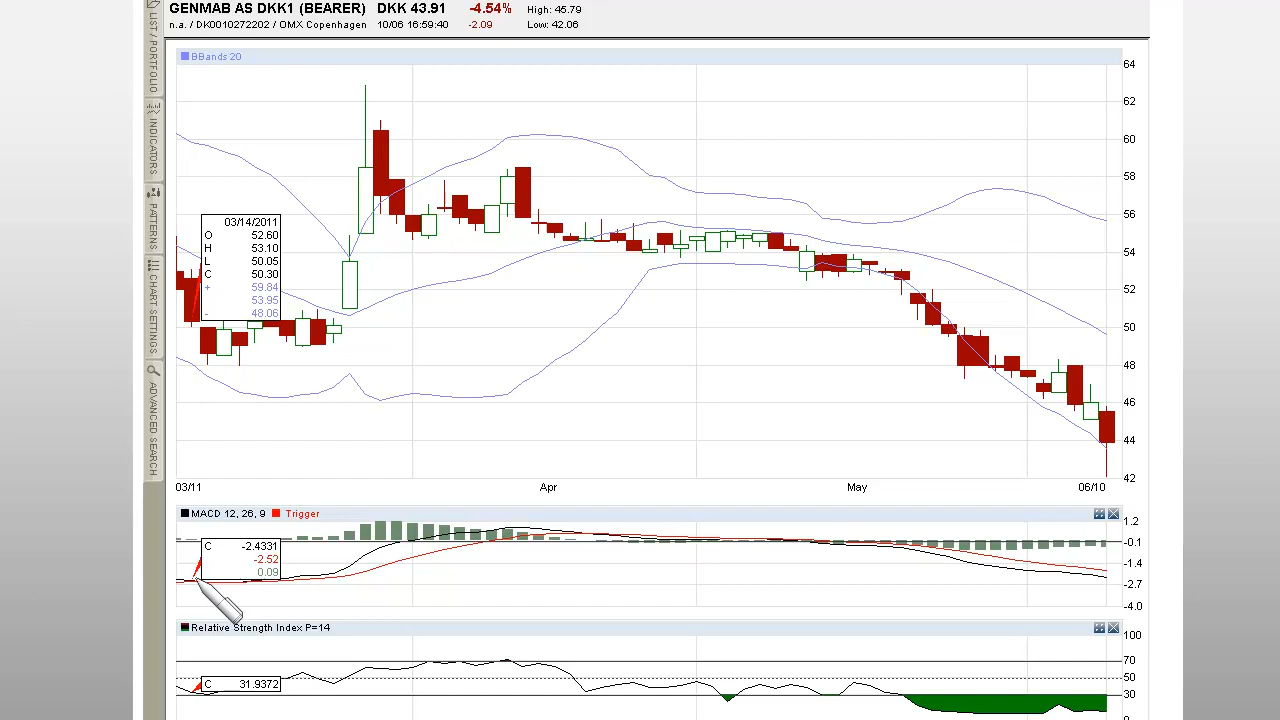 GENMAB AS DKK1 (BEARER) DKK 43.91 -4.54% High: 45.79
n.a. / DK0010272202 / OMX Copenhagen 10/06 16:59:40 -2.09 Low: 42.06
LIST / PORTFOLIO
INDICATORS
PATTERNS
CHART SETTINGS
ADVANCED SEARCH
BBands 20
64
62
60
58
56
54
52
50
48
46
44
42
03/14/2011
O 52.60
H 53.10
L 50.05
C 50.30
+ 59.84
53.95
- 48.06
03/11 Apr May 06/10
MACD 12, 26, 9 Trigger
1.2
-0.1
-1.4
-2.7
-4.0
C -2.4331
-2.52
0.09
Relative Strength Index P=14
100
70
50
30
0
C 31.9372